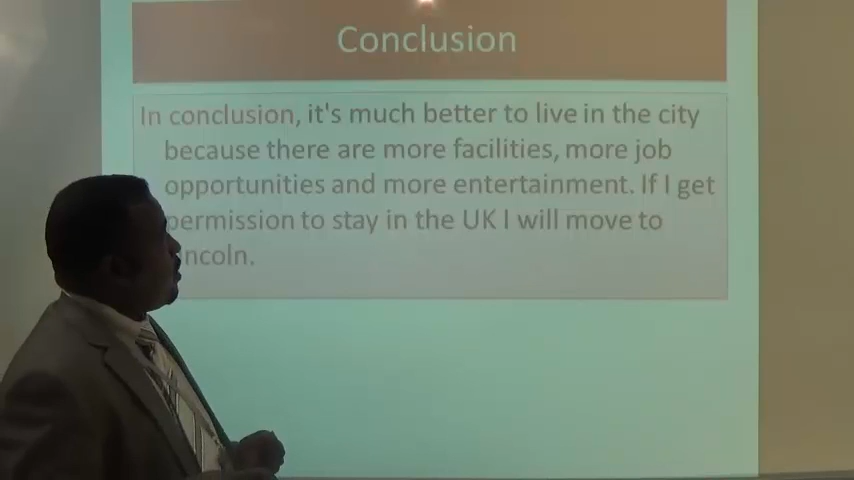 Conclusion
In conclusion, it's much better to live in the city
because there are more facilities, more job
opportunities and more entertainment. If I get
permission to stay in the UK I will move to
ncoln.